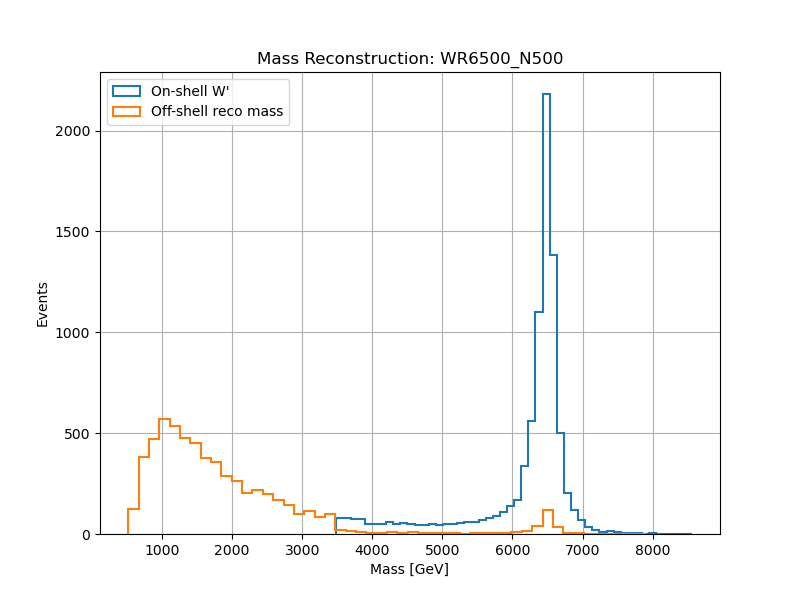 Mass Reconstruction: WR6500_N500
On-shell W'
Off-shell reco mass
2000
1500
1000
500
0
Events
1000 2000 3000 4000 5000 6000 7000 8000
Mass [GeV]